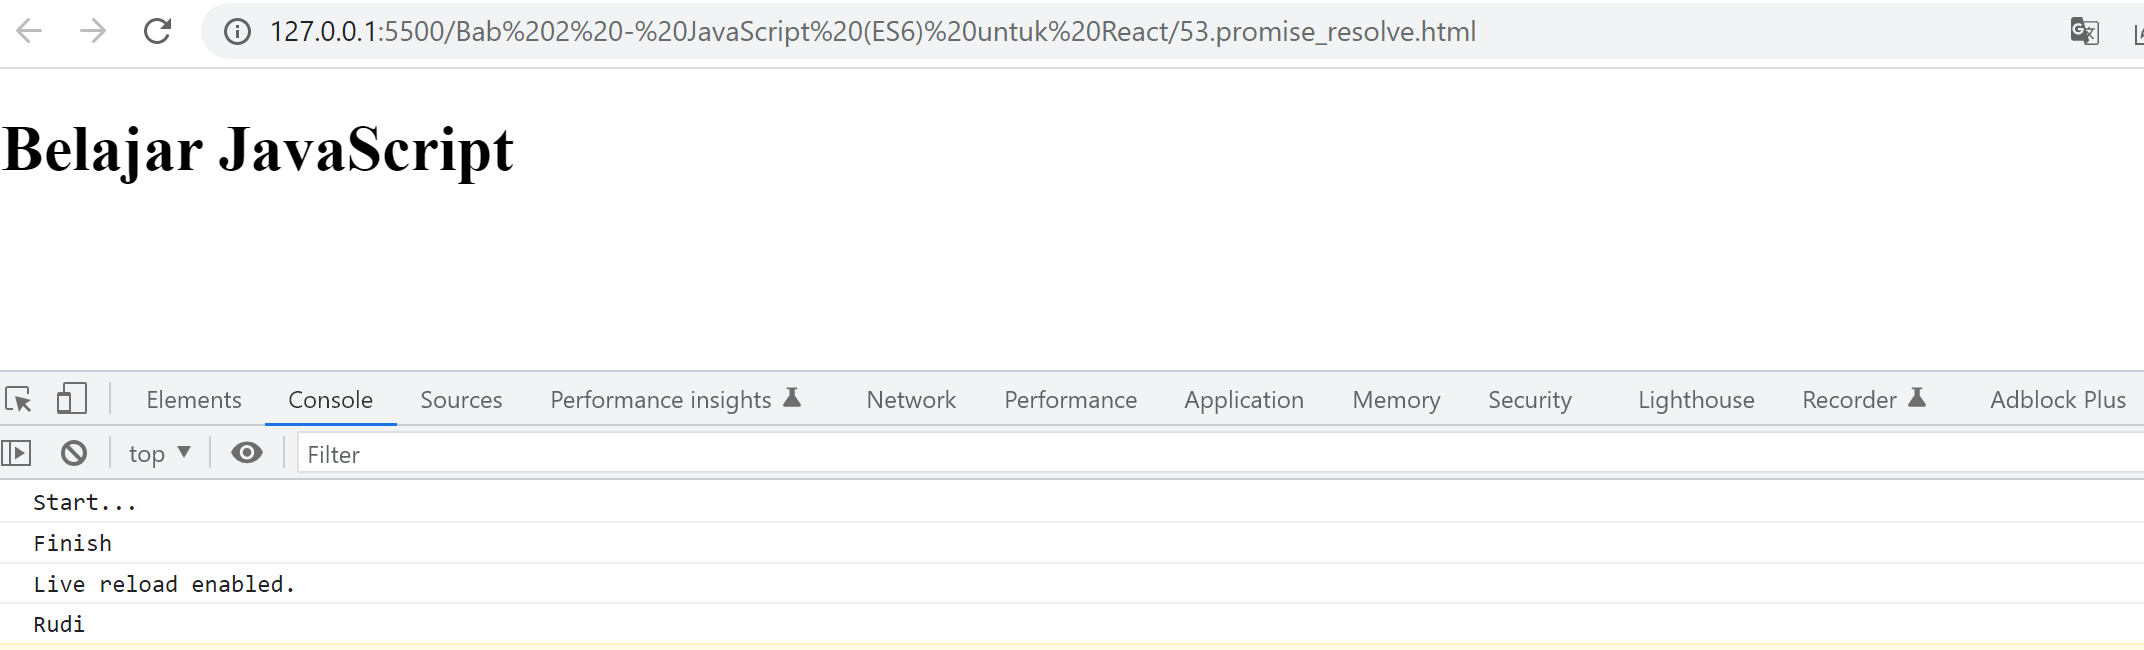 127.0.0.1:5500/Bab%202%20-%20JavaScript%20(ES6)%20untuk%20React/53.promise_resolve.html
Belajar JavaScript
Elements Console Sources Performance insights Network Performance Application Memory Security Lighthouse Recorder Adblock Plus
top Filter
Start...
Finish
Live reload enabled.
Rudi